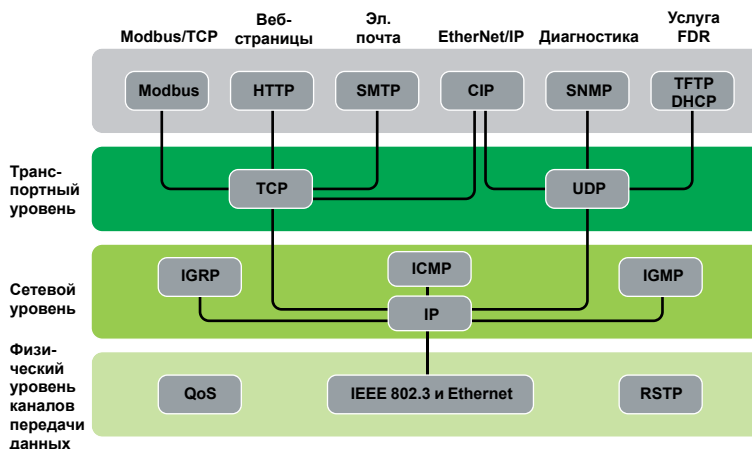 Modbus/TCP
Веб-
страницы
Эл.
почта
EtherNet/IP
Диагностика
Услуга
FDR
Modbus
HTTP
SMTP
CIP
SNMP
TFTP
DHCP
Транс-
портный
уровень
TCP
UDP
Сетевой
уровень
IGRP
ICMP
IGMP
IP
Физи-
ческий
уровень
каналов
передачи
данных
QoS
IEEE 802.3 и Ethernet
RSTP